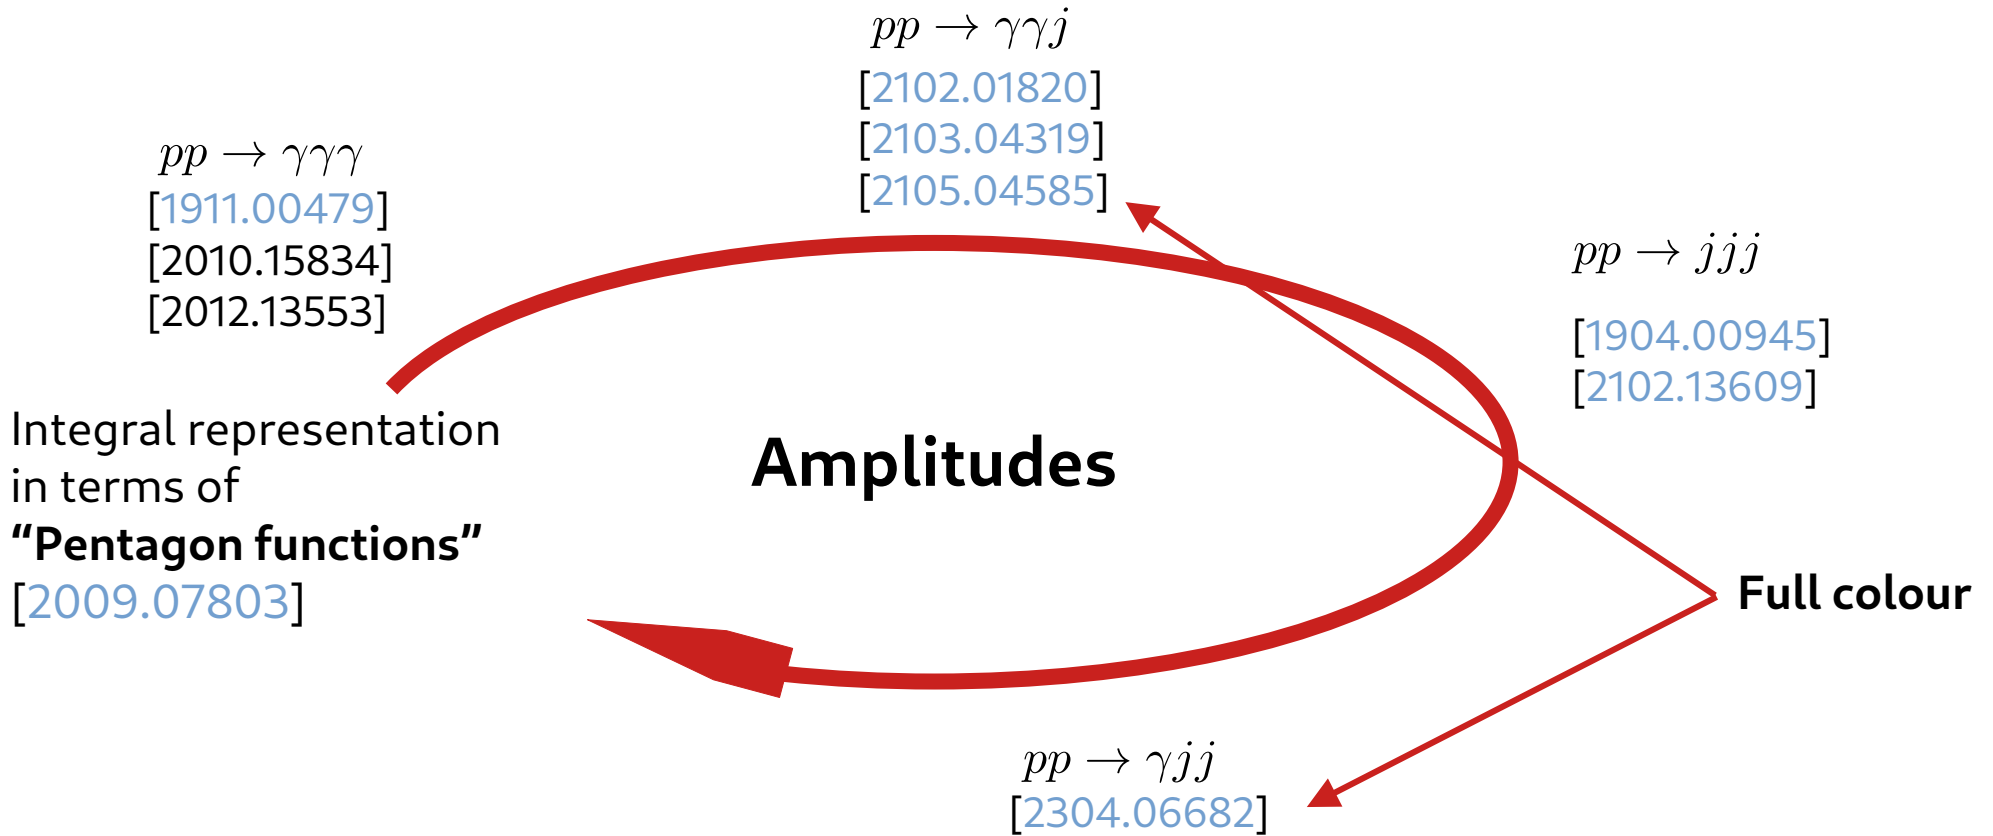 pp → γγj
[2102.01820]
[2103.04319]
[2105.04585]
pp → γγγ
[1911.00479]
[2010.15834]
[2012.13553]
pp → jjj
[1904.00945]
[2102.13609]
Integral representation
in terms of
“Pentagon functions”
[2009.07803]
Amplitudes
Full colour
pp → γjj
[2304.06682]